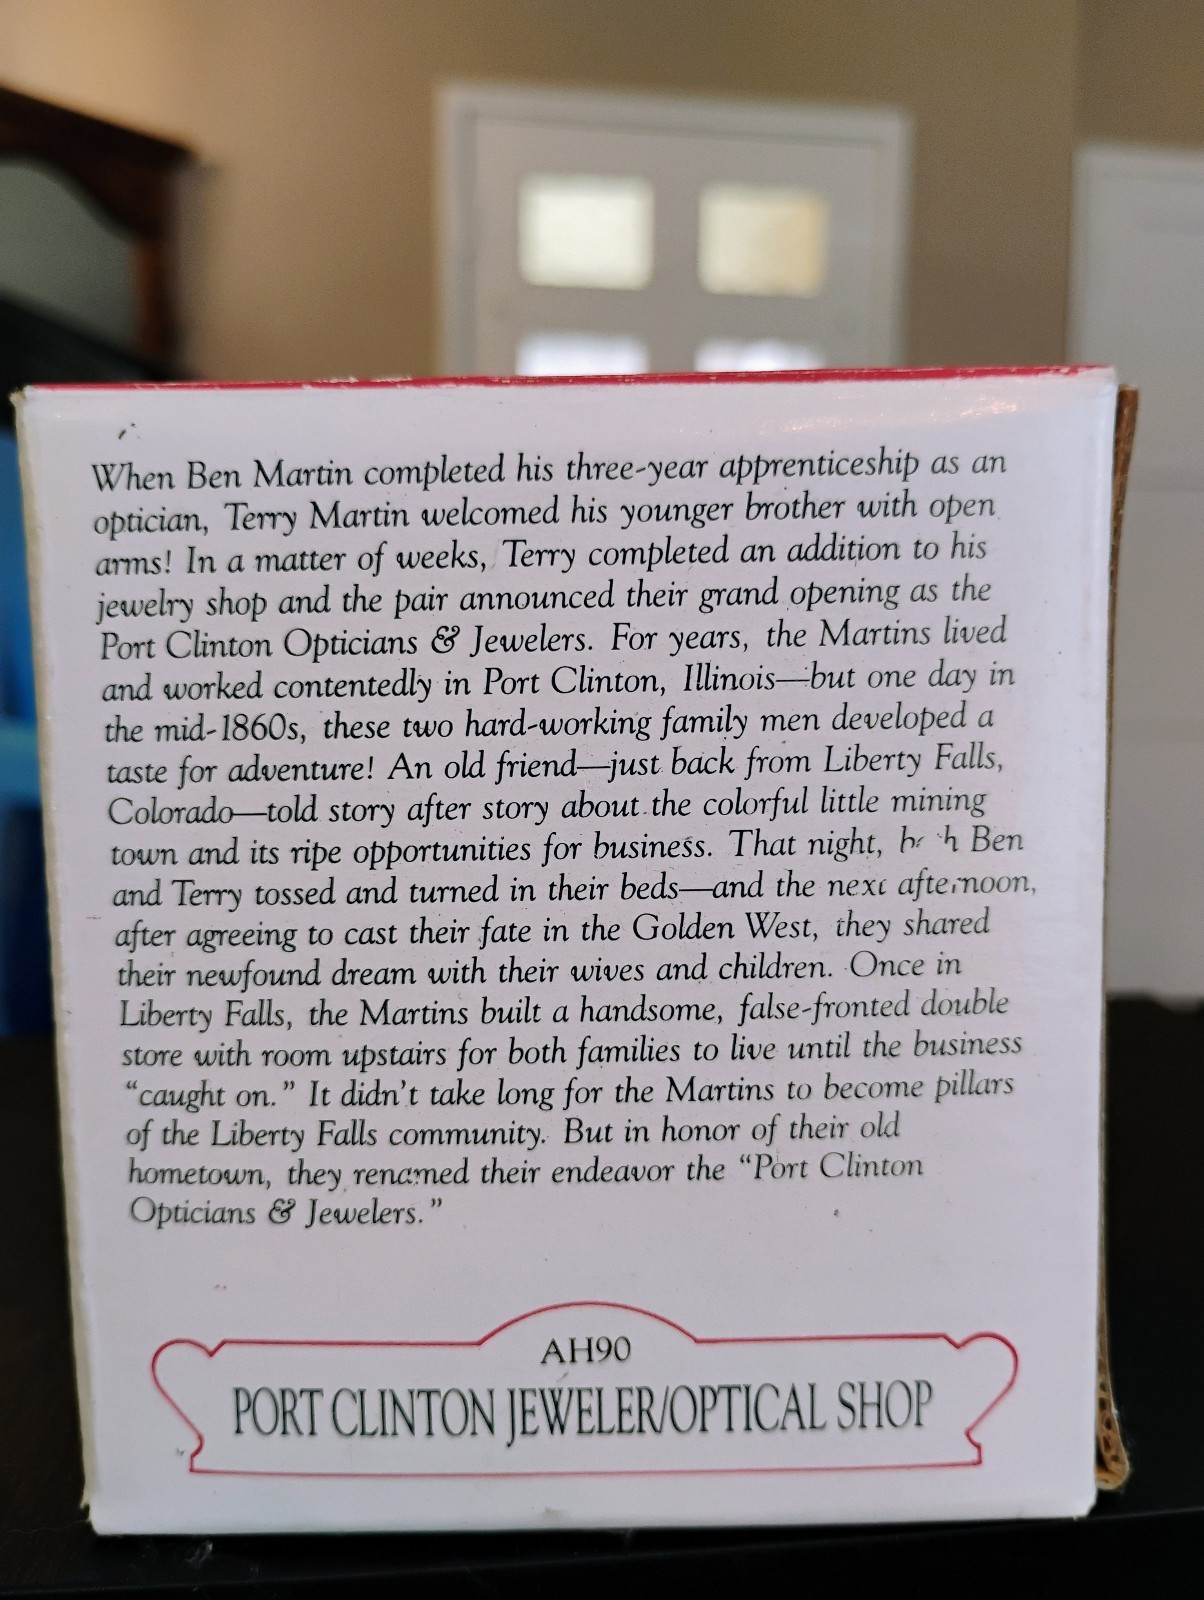 When Ben Martin completed his three-year apprenticeship as an
optician, Terry Martin welcomed his younger brother with open
arms! In a matter of weeks, Terry completed an addition to his
jewelry shop and the pair announced their grand opening as the
Port Clinton Opticians & Jewelers. For years, the Martins lived
and worked contentedly in Port Clinton, Illinois—but one day in
the mid-1860s, these two hard-working family men developed a
taste for adventure! An old friend—just back from Liberty Falls,
Colorado—told story after story about the colorful little mining
town and its ripe opportunities for business. That night, Ben
and Terry tossed and turned in their beds—and the next afternoon,
after agreeing to cast their fate in the Golden West, they shared
their newfound dream with their wives and children. Once in
Liberty Falls, the Martins built a handsome, false-fronted double
store with room upstairs for both families to live until the business
“caught on.” It didn't take long for the Martins to become pillars
of the Liberty Falls community. But in honor of their old
hometown, they renamed their endeavor the “Port Clinton
Opticians & Jewelers.”
AH90
PORT CLINTON JEWELER/OPTICAL SHOP